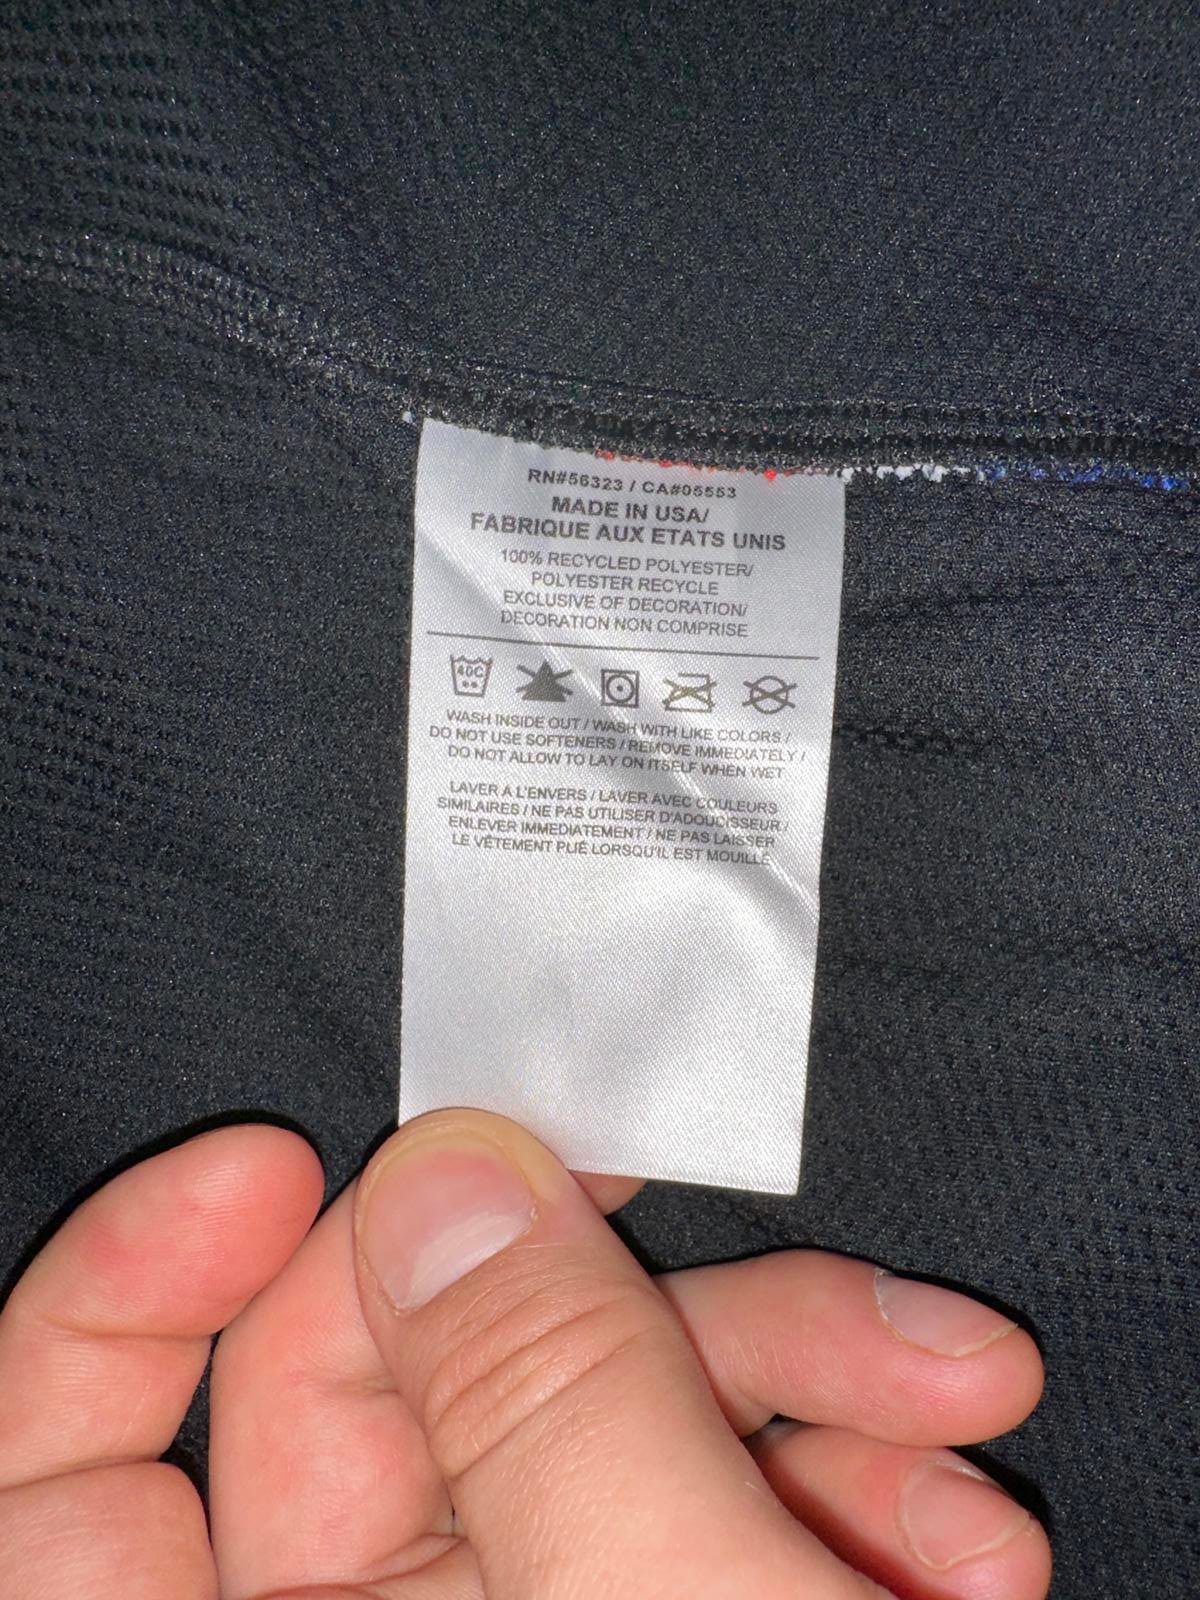 RN#56323 / CA#05553
MADE IN USA/
FABRIQUE AUX ETATS UNIS
100% RECYCLED POLYESTER/
POLYESTER RECYCLE
EXCLUSIVE OF DECORATION/
DECORATION NON COMPRISE
40C
WASH INSIDE OUT / WASH WITH LIKE COLORS /
DO NOT USE SOFTENERS / REMOVE IMMEDIATELY /
DO NOT ALLOW TO LAY ON ITSELF WHEN WET
LAVER A L'ENVERS / LAVER AVEC COULEURS
SIMILAIRES / NE PAS UTILISER D'ADOUCISSEUR /
ENLEVER IMMEDIATEMENT / NE PAS LAISSER
LE VÊTEMENT PLIÉ LORSQU'IL EST MOUILLÉ